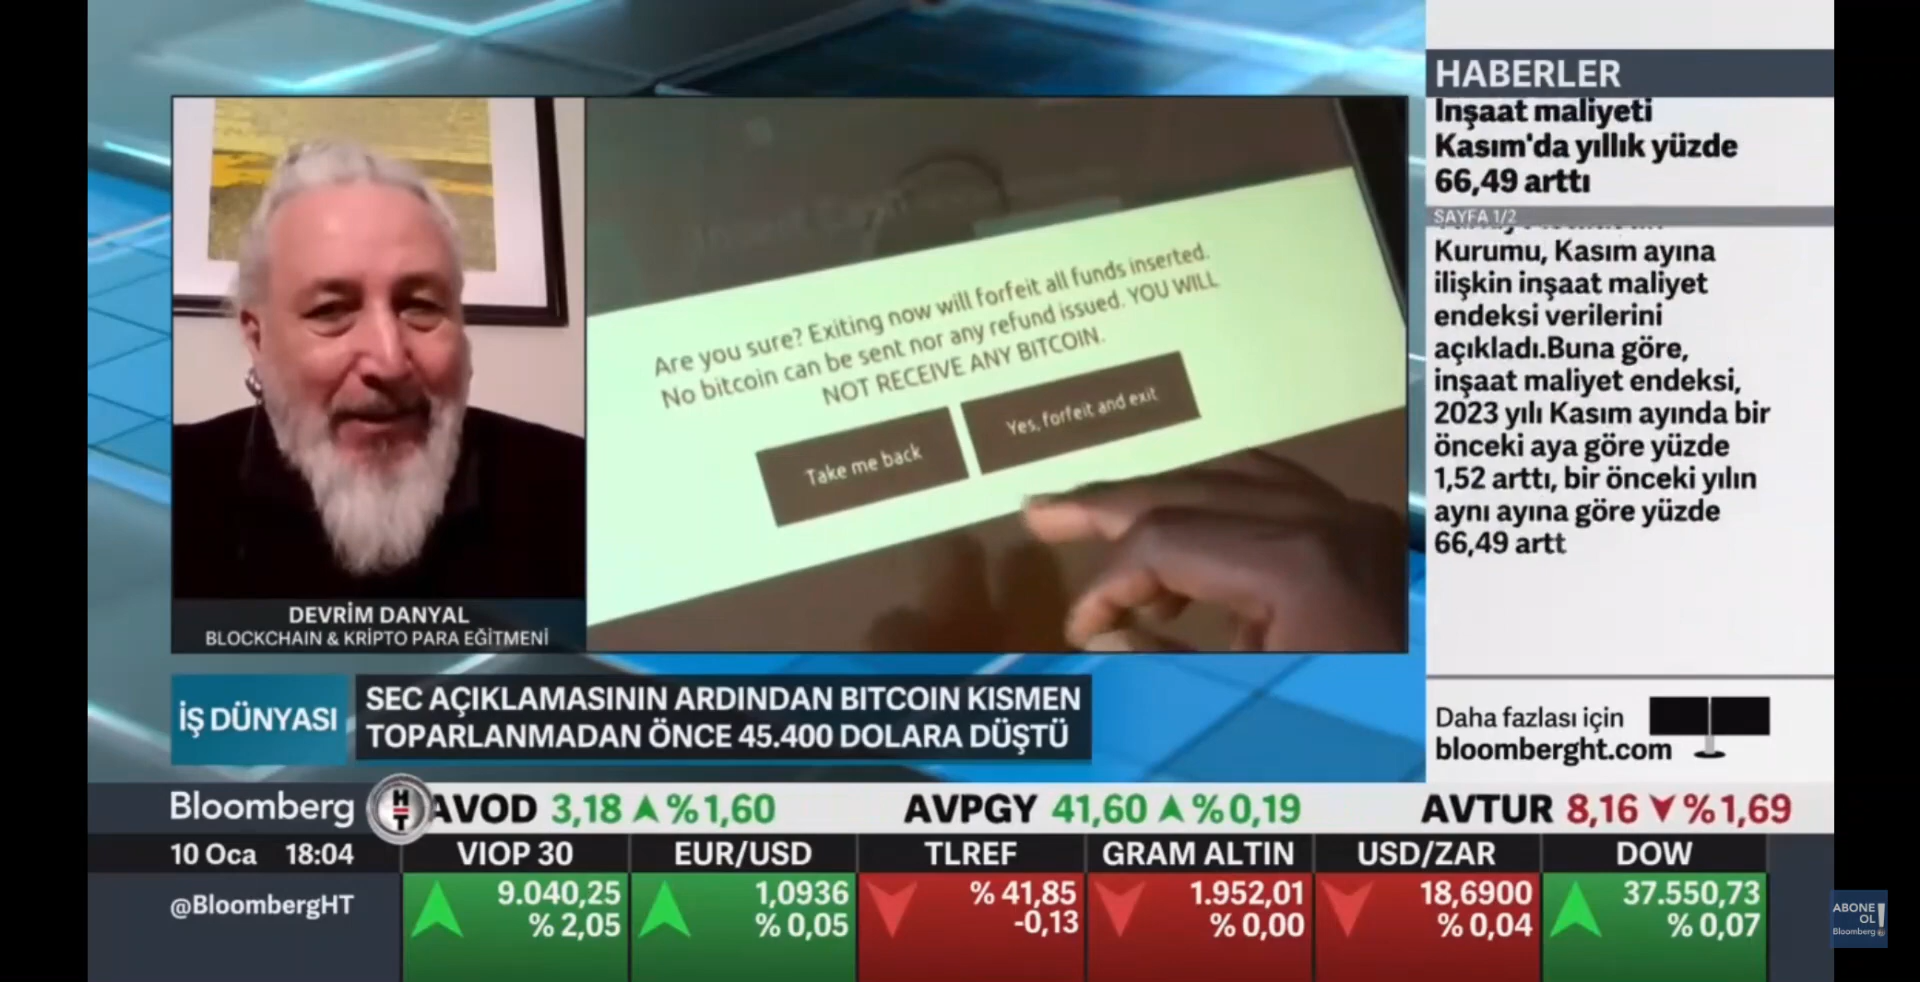 HABERLER
İnşaat maliyeti
Kasım'da yıllık yüzde
66,49 arttı
SAYFA 1/2
Kurumu, Kasım ayına
ilişkin inşaat maliyet
endeksi verilerini
açıkladı.Buna göre,
inşaat maliyet endeksi,
2023 yılı Kasım ayında bir
önceki aya göre yüzde
1,52 arttı, bir önceki yılın
aynı ayına göre yüzde
66,49 artt
Daha fazlası için
bloomberght.com
Are you sure? Exiting now will forfeit all funds inserted.
No bitcoin can be sent nor any refund issued. YOU WILL
NOT RECEIVE ANY BITCOIN.
Take me back
Yes, forfeit and exit
DEVRİM DANYAL
BLOCKCHAIN & KRİPTO PARA EĞİTMENİ
İŞ DÜNYASI
SEC AÇIKLAMASININ ARDINDAN BITCOIN KISMEN
TOPARLANMADAN ÖNCE 45.400 DOLARA DÜŞTÜ
Bloomberg HT
AVOD 3,18 %1,60 AVPGY 41,60 %0,19 AVTUR 8,16 %1,69
10 Oca 18:04
@BloombergHT
VIOP 30 EUR/USD TLREF GRAM ALTIN USD/ZAR DOW
9.040,25 1,0936 % 41,85 1.952,01 18,6900 37.550,73
% 2,05 % 0,05 -0,13 % 0,00 % 0,04 % 0,07
ABONE
OL!
Bloomberg